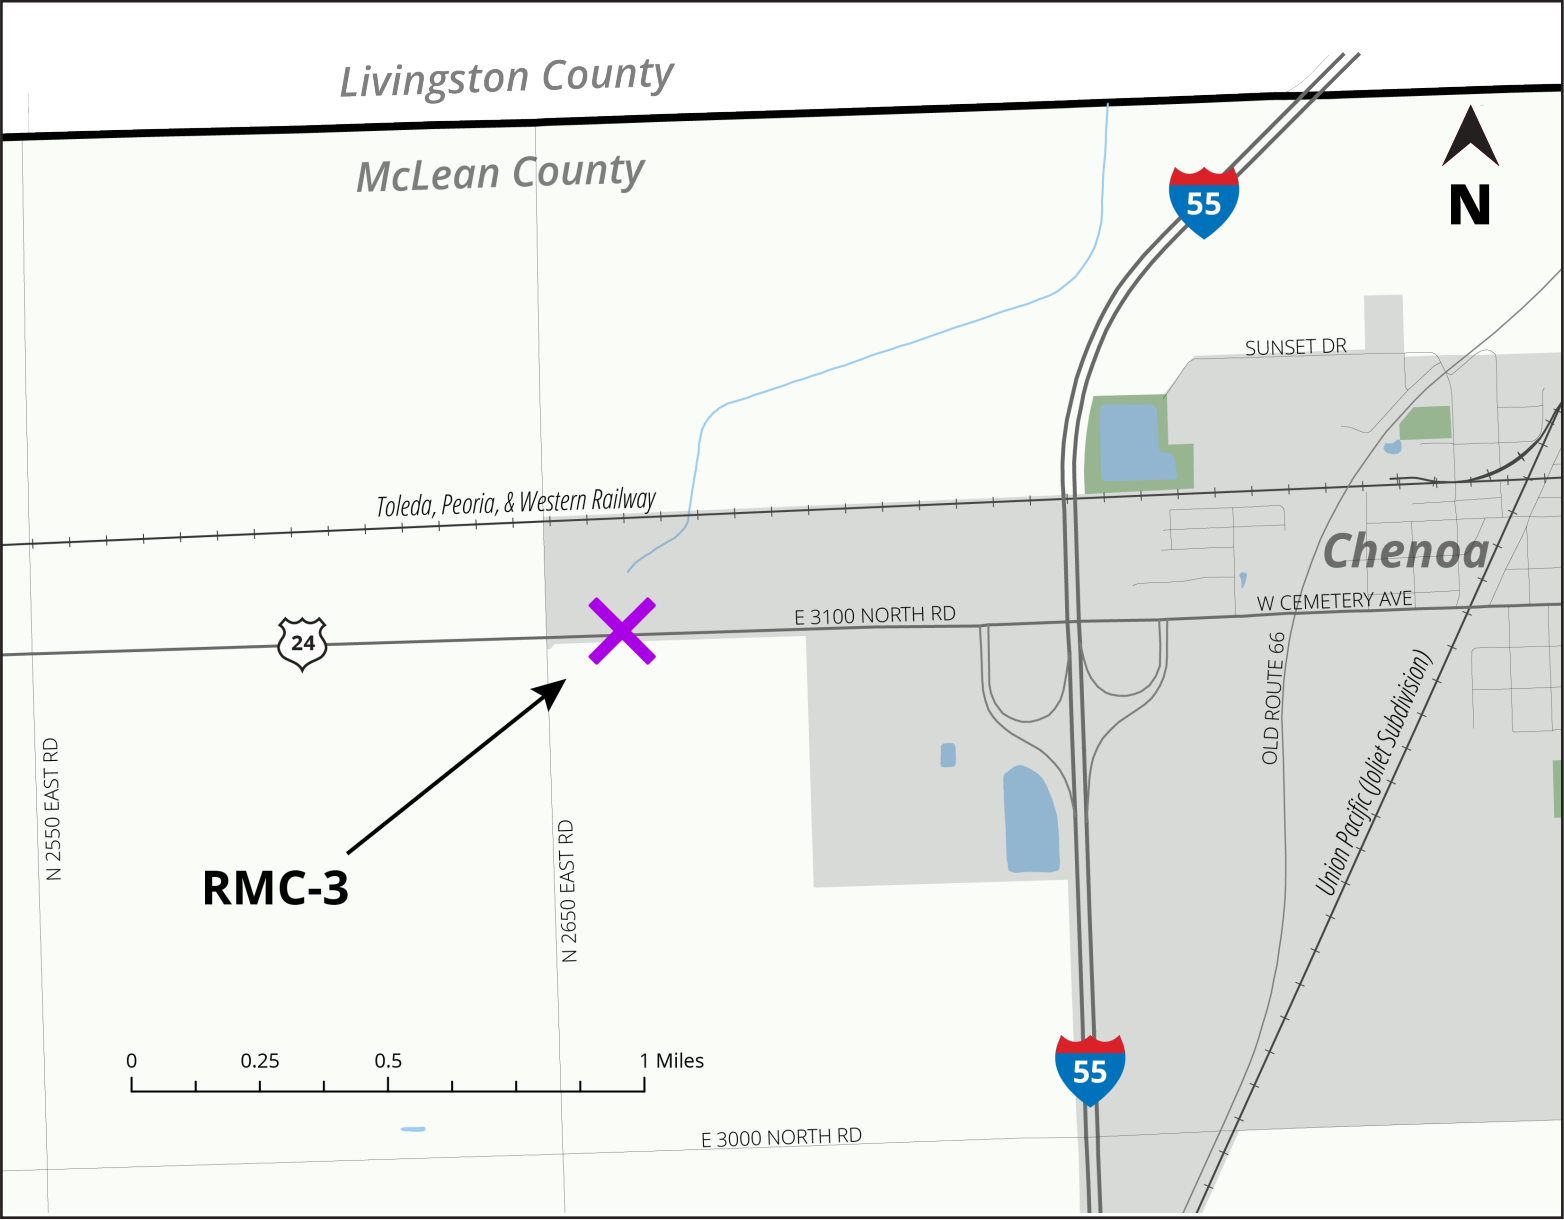 Livingston County
McLean County
55
N
SUNSET DR
Toleda, Peoria, & Western Railway
Chenoa
E 3100 NORTH RD
W CEMETERY AVE
24
OLD ROUTE 66
Union Pacific (Joliet Subdivision)
N 2550 EAST RD
N 2650 EAST RD
RMC-3
0 0.25 0.5 1 Miles
55
E 3000 NORTH RD